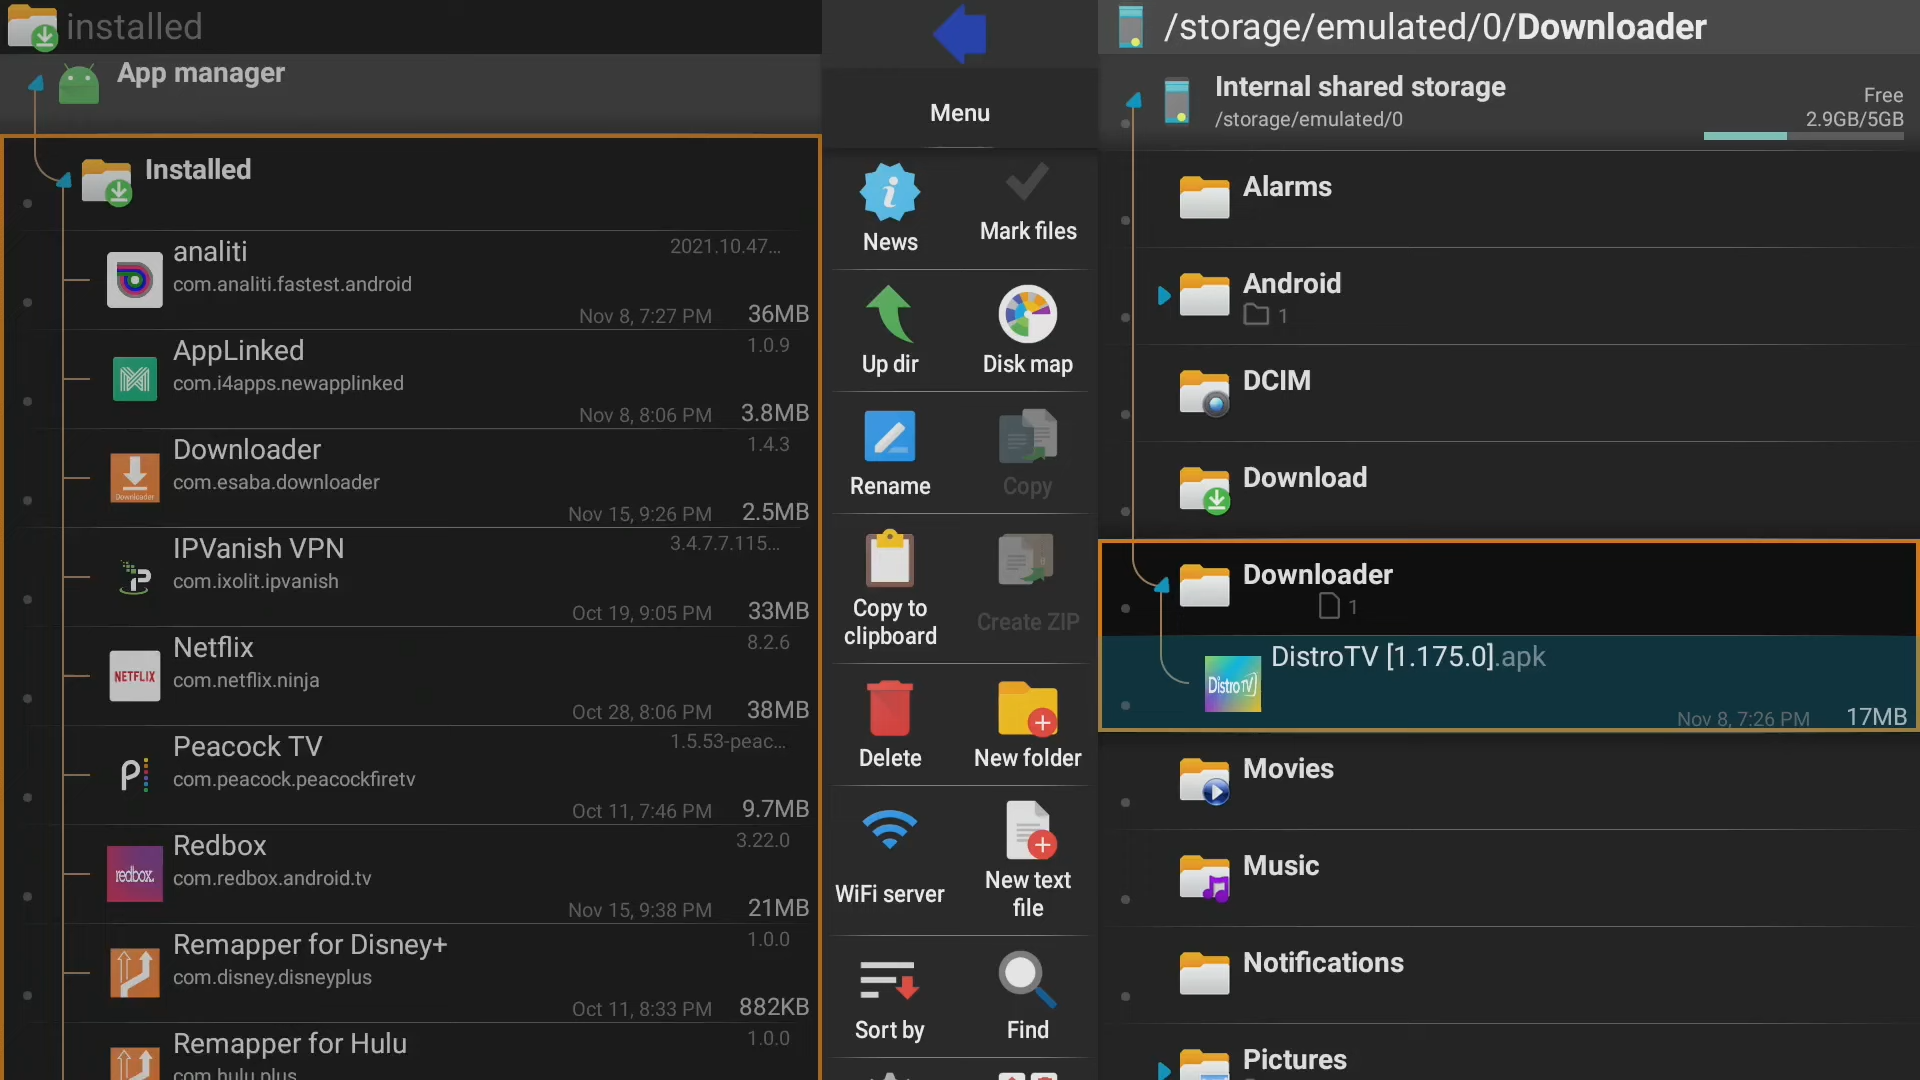 installed
App manager
Installed
analiti
2021.10.47...
com.analiti.fastest.android
Nov 8, 7:27 PM 36MB
AppLinked
1.0.9
com.i4apps.newapplinked
Nov 8, 8:06 PM 3.8MB
Downloader
1.4.3
com.esaba.downloader
Downloader
Nov 15, 9:26 PM 2.5MB
IPVanish VPN
3.4.7.7.115...
com.ixolit.ipvanish
Oct 19, 9:05 PM 33MB
Netflix
8.2.6
NETFLIX
com.netflix.ninja
Oct 28, 8:06 PM 38MB
Peacock TV
1.5.53-peac...
com.peacock.peacockfiretv
Oct 11, 7:46 PM 9.7MB
Redbox
3.22.0
redbox.
com.redbox.android.tv
Nov 15, 9:38 PM 21MB
Remapper for Disney+
1.0.0
com.disney.disneyplus
Oct 11, 8:33 PM 882KB
Remapper for Hulu
1.0.0
com.hulu.plus
Menu
News
Mark files
Up dir
Disk map
Rename
Copy
Copy to
clipboard
Create ZIP
Delete
New folder
WiFi server
New text
file
Sort by
Find
/storage/emulated/0/Downloader
Internal shared storage
/storage/emulated/0
Free
2.9GB/5GB
Alarms
Android
1
DCIM
Download
Downloader
1
DistroTV [1.175.0].apk
DistroTV
Nov 8, 7:26 PM 17MB
Movies
Music
Notifications
Pictures